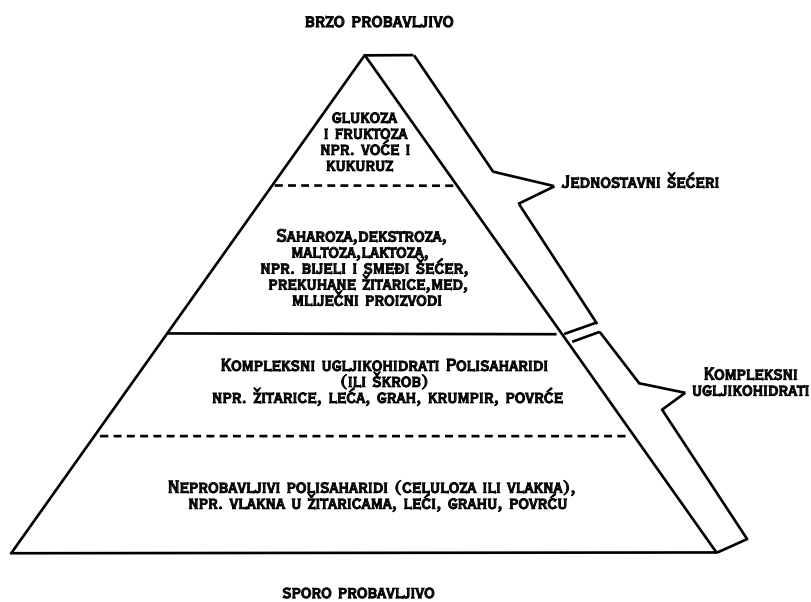 BRZO PROBAVLJIVO
GLUKOZA
I FRUKTOZA
NPR. VOĆE I
KUKURUZ
JEDNOSTAVNI ŠEĆERI
SAHAROZA,DEKSTROZA,
MALTOZA,LAKTOZA,
NPR. BIJELI I SMEĐI ŠEĆER,
PREKUHANE ŽITARICE,MED,
MLIJEČNI PROIZVODI
KOMPLEKSNI UGLJIKOHIDRATI POLISAHARIDI
(ILI ŠKROB)
NPR. ŽITARICE, LEĆA, GRAH, KRUMPIR, POVRĆE
KOMPLEKSNI
UGLJIKOHIDRATI
NEPROBAVLJIVI POLISAHARIDI (CELULOZA ILI VLAKNA),
NPR. VLAKNA U ŽITARICAMA, LEĆI, GRAHU, POVRĆU
SPORO PROBAVLJIVO